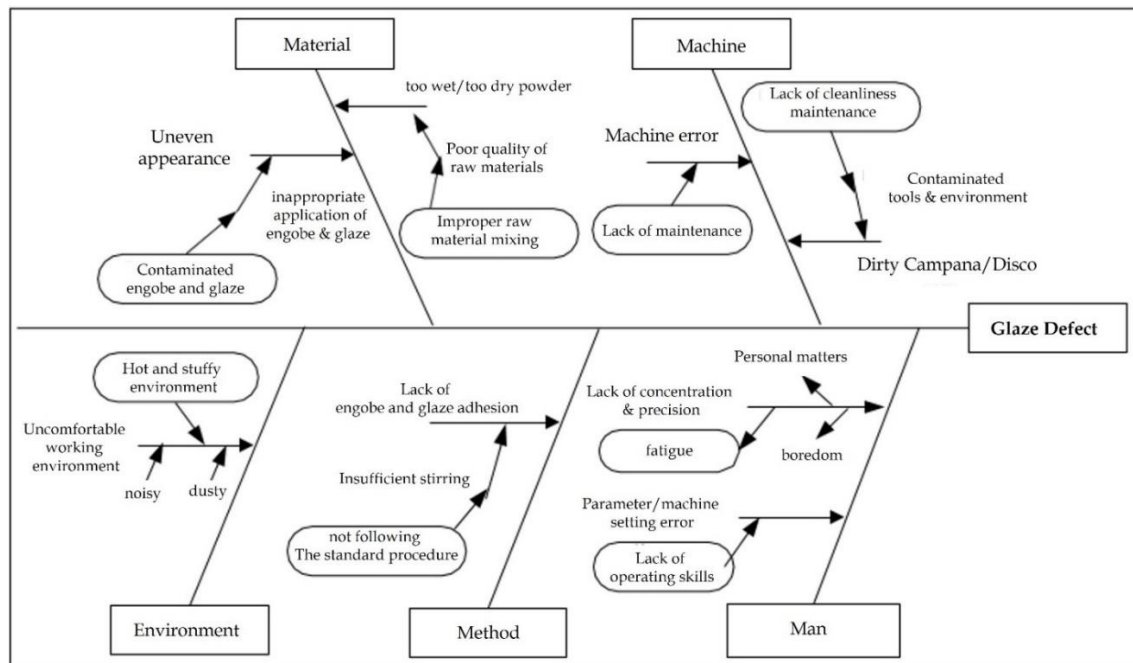 Material
Machine
too wet/too dry powder
Lack of cleanliness
maintenance
Uneven
appearance
Machine error
Poor quality of
raw materials
Contaminated
tools & environment
inappropriate
application of
engobe & glaze
Improper raw
material mixing
Lack of maintenance
Contaminated
engobe and glaze
Dirty Campana/Disco
Glaze Defect
Hot and stuffy
environment
Uncomfortable
working
environment
noisy
dusty
Lack of
engobe and glaze adhesion
Insufficient stirring
not following
The standard procedure
Personal matters
Lack of concentration
& precision
fatigue
boredom
Parameter/machine
setting error
Lack of
operating skills
Environment
Method
Man